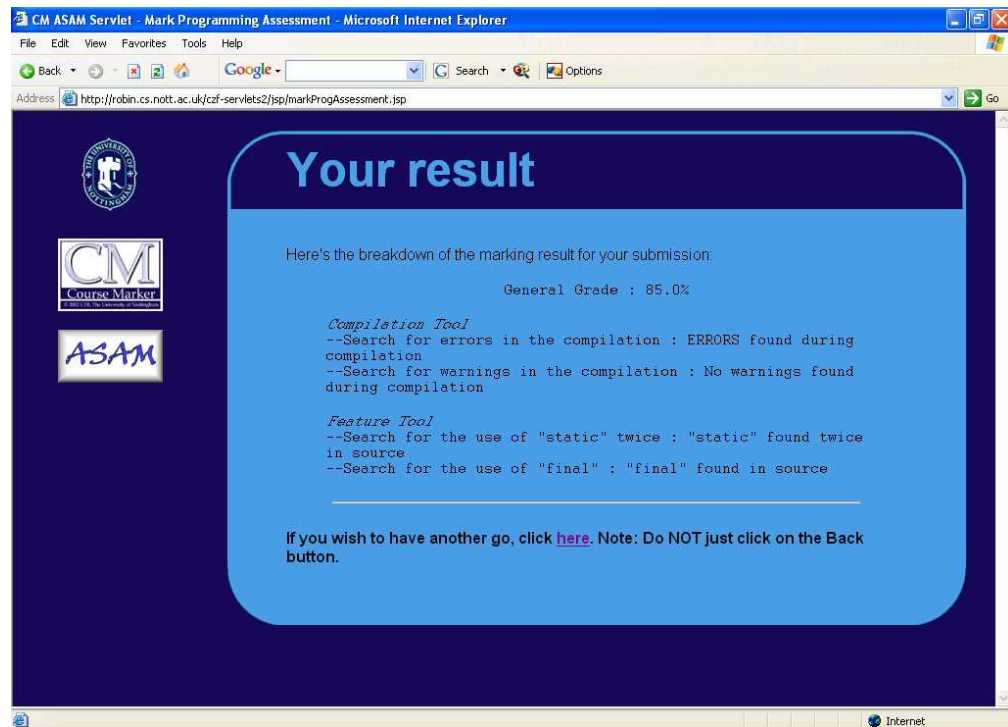 CM ASAM Servlet - Mark Programming Assessment - Microsoft Internet Explorer
File Edit View Favorites Tools Help
Back Google Search Options
Address http://robin.cs.nott.ac.uk/czf-servlets2/jsp/markProgAssessment.jsp Go
THE UNIVERSITY OF NOTTINGHAM
Your result
CM
Course Marker
ASAM
Here's the breakdown of the marking result for your submission:
General Grade : 85.0%
Compilation Tool
--Search for errors in the compilation : ERRORS found during
compilation
--Search for warnings in the compilation : No warnings found
during compilation
Feature Tool
--Search for the use of "static" twice : "static" found twice
in source
--Search for the use of "final" : "final" found in source
If you wish to have another go, click here. Note: Do NOT just click on the Back
button.
Internet